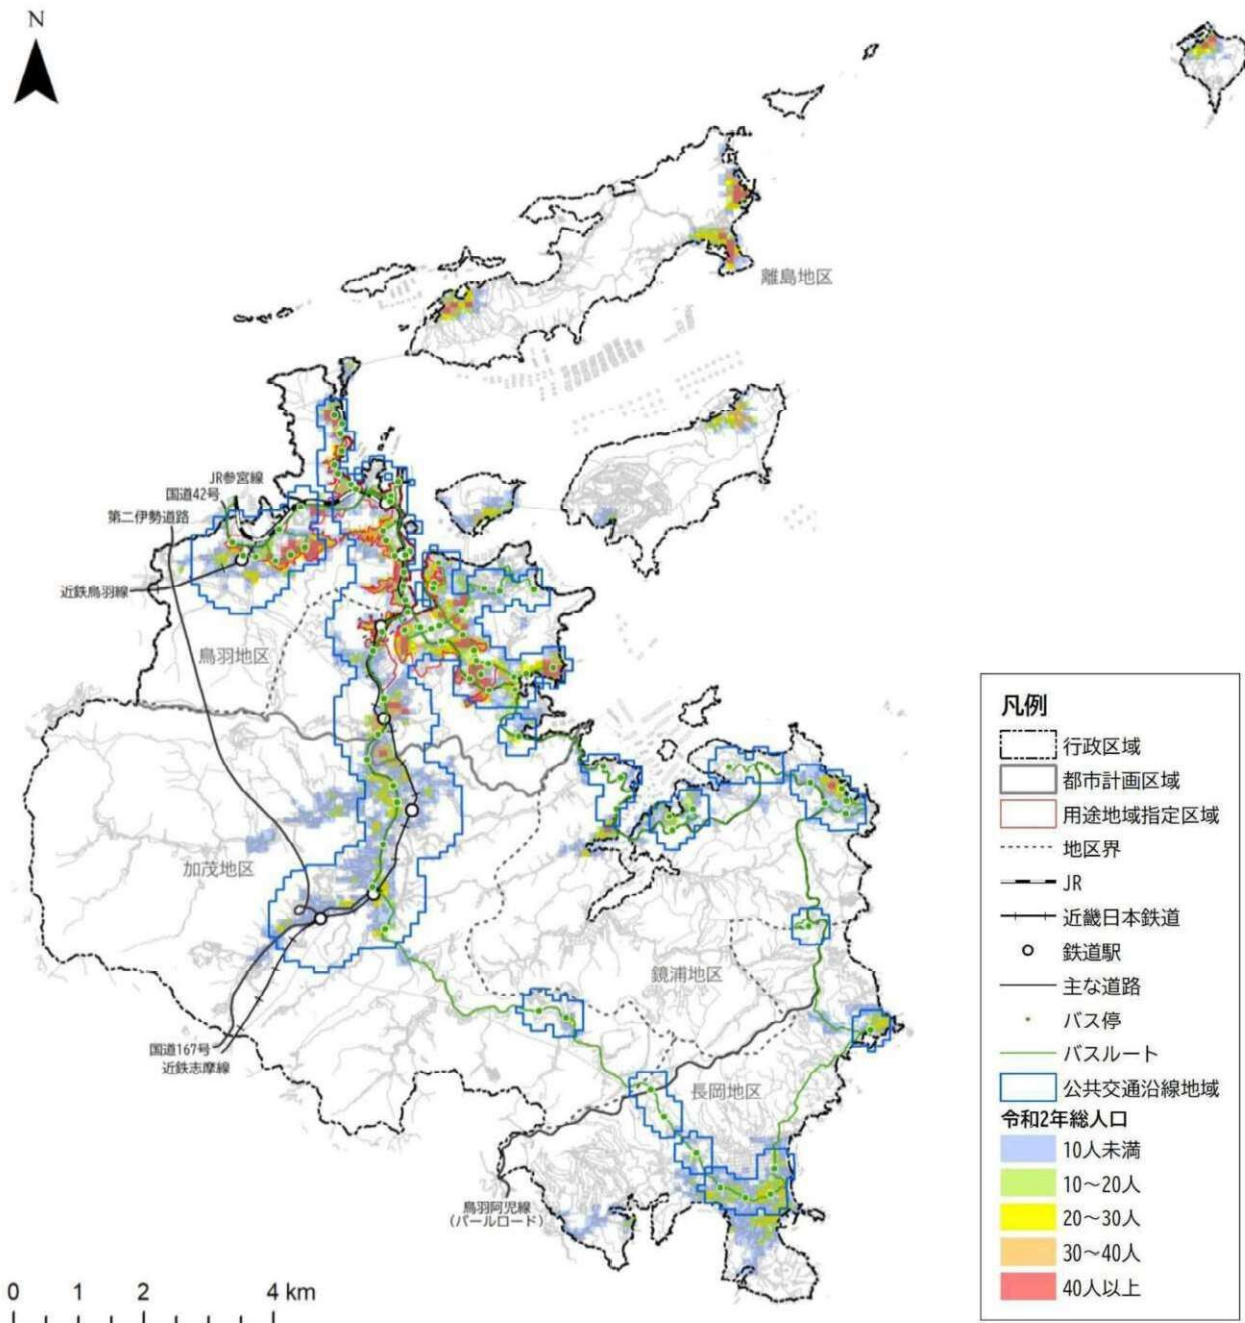 N
離島地区
JR参宮線
国道42号
第二伊勢道路
近鉄鳥羽線
鳥羽地区
加茂地区
鏡浦地区
国道167号
近鉄志摩線
長岡地区
鳥羽阿児線
(パールロード)
0 1 2 4 km
凡例
行政区域
都市計画区域
用途地域指定区域
地区界
JR
近畿日本鉄道
鉄道駅
主な道路
バス停
バスルート
公共交通沿線地域
令和2年総人口
10人未満
10～20人
20～30人
30～40人
40人以上